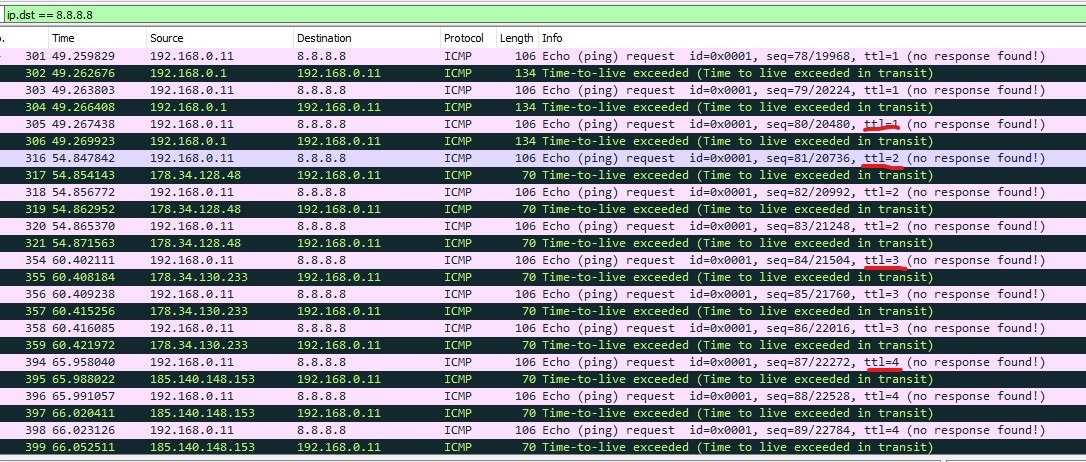 ip.dst == 8.8.8.8
. Time Source Destination Protocol Length Info
301 49.259829 192.168.0.11 8.8.8.8 ICMP 106 Echo (ping) request id=0x0001, seq=78/19968, ttl=1 (no response found!)
302 49.262676 192.168.0.1 192.168.0.11 ICMP 134 Time-to-live exceeded (Time to live exceeded in transit)
303 49.263803 192.168.0.11 8.8.8.8 ICMP 106 Echo (ping) request id=0x0001, seq=79/20224, ttl=1 (no response found!)
304 49.266408 192.168.0.1 192.168.0.11 ICMP 134 Time-to-live exceeded (Time to live exceeded in transit)
305 49.267438 192.168.0.11 8.8.8.8 ICMP 106 Echo (ping) request id=0x0001, seq=80/20480, ttl=1 (no response found!)
306 49.269923 192.168.0.1 192.168.0.11 ICMP 134 Time-to-live exceeded (Time to live exceeded in transit)
316 54.847842 192.168.0.11 8.8.8.8 ICMP 106 Echo (ping) request id=0x0001, seq=81/20736, ttl=2 (no response found!)
317 54.854143 178.34.128.48 192.168.0.11 ICMP 70 Time-to-live exceeded (Time to live exceeded in transit)
318 54.856772 192.168.0.11 8.8.8.8 ICMP 106 Echo (ping) request id=0x0001, seq=82/20992, ttl=2 (no response found!)
319 54.862952 178.34.128.48 192.168.0.11 ICMP 70 Time-to-live exceeded (Time to live exceeded in transit)
320 54.865370 192.168.0.11 8.8.8.8 ICMP 106 Echo (ping) request id=0x0001, seq=83/21248, ttl=2 (no response found!)
321 54.871563 178.34.128.48 192.168.0.11 ICMP 70 Time-to-live exceeded (Time to live exceeded in transit)
354 60.402111 192.168.0.11 8.8.8.8 ICMP 106 Echo (ping) request id=0x0001, seq=84/21504, ttl=3 (no response found!)
355 60.408184 178.34.130.233 192.168.0.11 ICMP 70 Time-to-live exceeded (Time to live exceeded in transit)
356 60.409238 192.168.0.11 8.8.8.8 ICMP 106 Echo (ping) request id=0x0001, seq=85/21760, ttl=3 (no response found!)
357 60.415256 178.34.130.233 192.168.0.11 ICMP 70 Time-to-live exceeded (Time to live exceeded in transit)
358 60.416085 192.168.0.11 8.8.8.8 ICMP 106 Echo (ping) request id=0x0001, seq=86/22016, ttl=3 (no response found!)
359 60.421972 178.34.130.233 192.168.0.11 ICMP 70 Time-to-live exceeded (Time to live exceeded in transit)
394 65.958040 192.168.0.11 8.8.8.8 ICMP 106 Echo (ping) request id=0x0001, seq=87/22272, ttl=4 (no response found!)
395 65.988022 185.140.148.153 192.168.0.11 ICMP 70 Time-to-live exceeded (Time to live exceeded in transit)
396 65.991057 192.168.0.11 8.8.8.8 ICMP 106 Echo (ping) request id=0x0001, seq=88/22528, ttl=4 (no response found!)
397 66.020411 185.140.148.153 192.168.0.11 ICMP 70 Time-to-live exceeded (Time to live exceeded in transit)
398 66.023126 192.168.0.11 8.8.8.8 ICMP 106 Echo (ping) request id=0x0001, seq=89/22784, ttl=4 (no response found!)
399 66.052511 185.140.148.153 192.168.0.11 ICMP 70 Time-to-live exceeded (Time to live exceeded in transit)